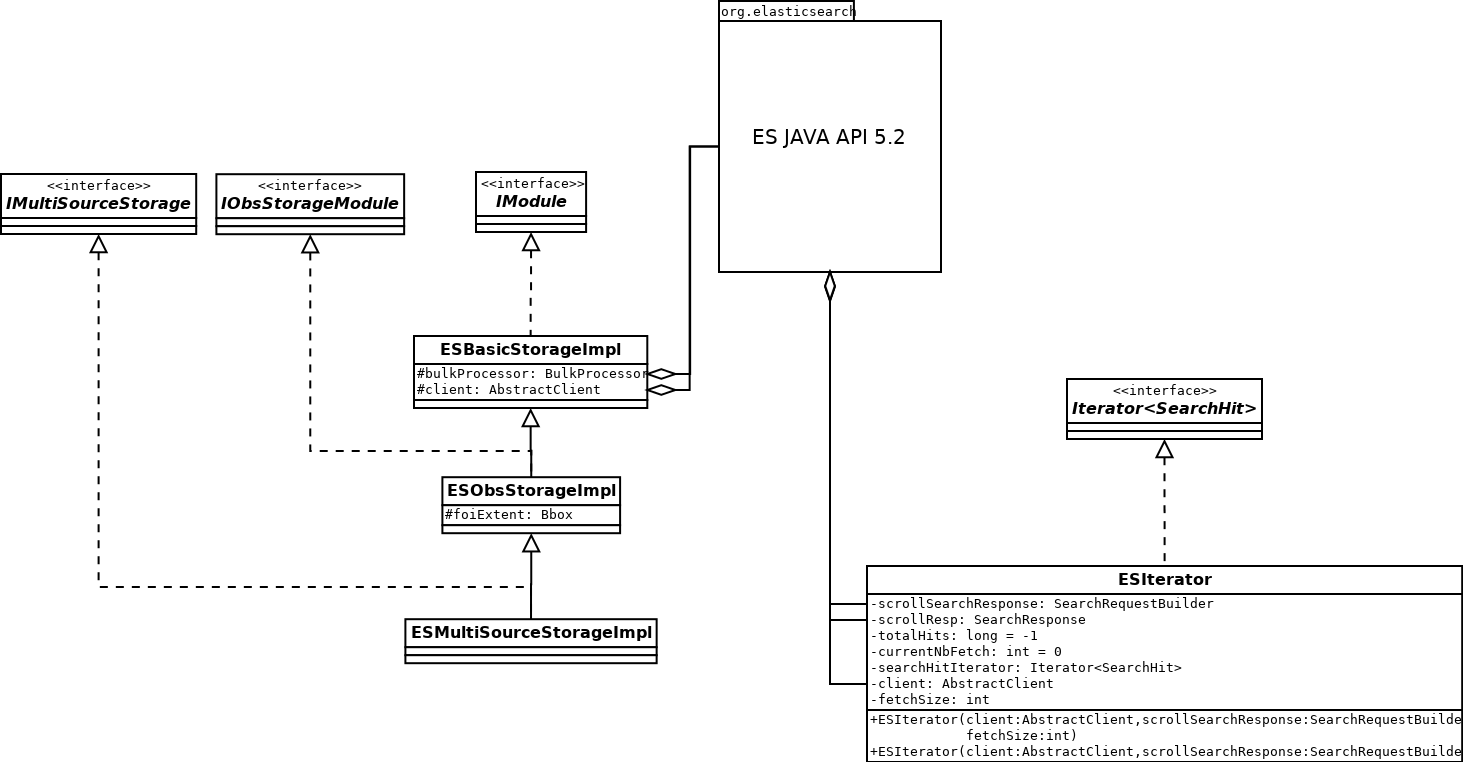 org.elasticsearch
ES JAVA API 5.2
<<interface>>
IMultiSourceStorage
<<interface>>
IObsStorageModule
<<interface>>
IModule
ESBasicStorageImpl
#bulkProcessor: BulkProcessor
#client: AbstractClient
<<interface>>
Iterator<SearchHit>
ESObsStorageImpl
#foiExtent: Bbox
ESMultiSourceStorageImpl
ESIterator
-scrollSearchResponse: SearchRequestBuilder
-scrollResp: SearchResponse
-totalHits: long = -1
-currentNbFetch: int = 0
-searchHitIterator: Iterator<SearchHit>
-client: AbstractClient
-fetchSize: int
+ESIterator(client:AbstractClient,scrollSearchResponse:SearchRequestBuilde
fetchSize:int)
+ESIterator(client:AbstractClient,scrollSearchResponse:SearchRequestBuilde